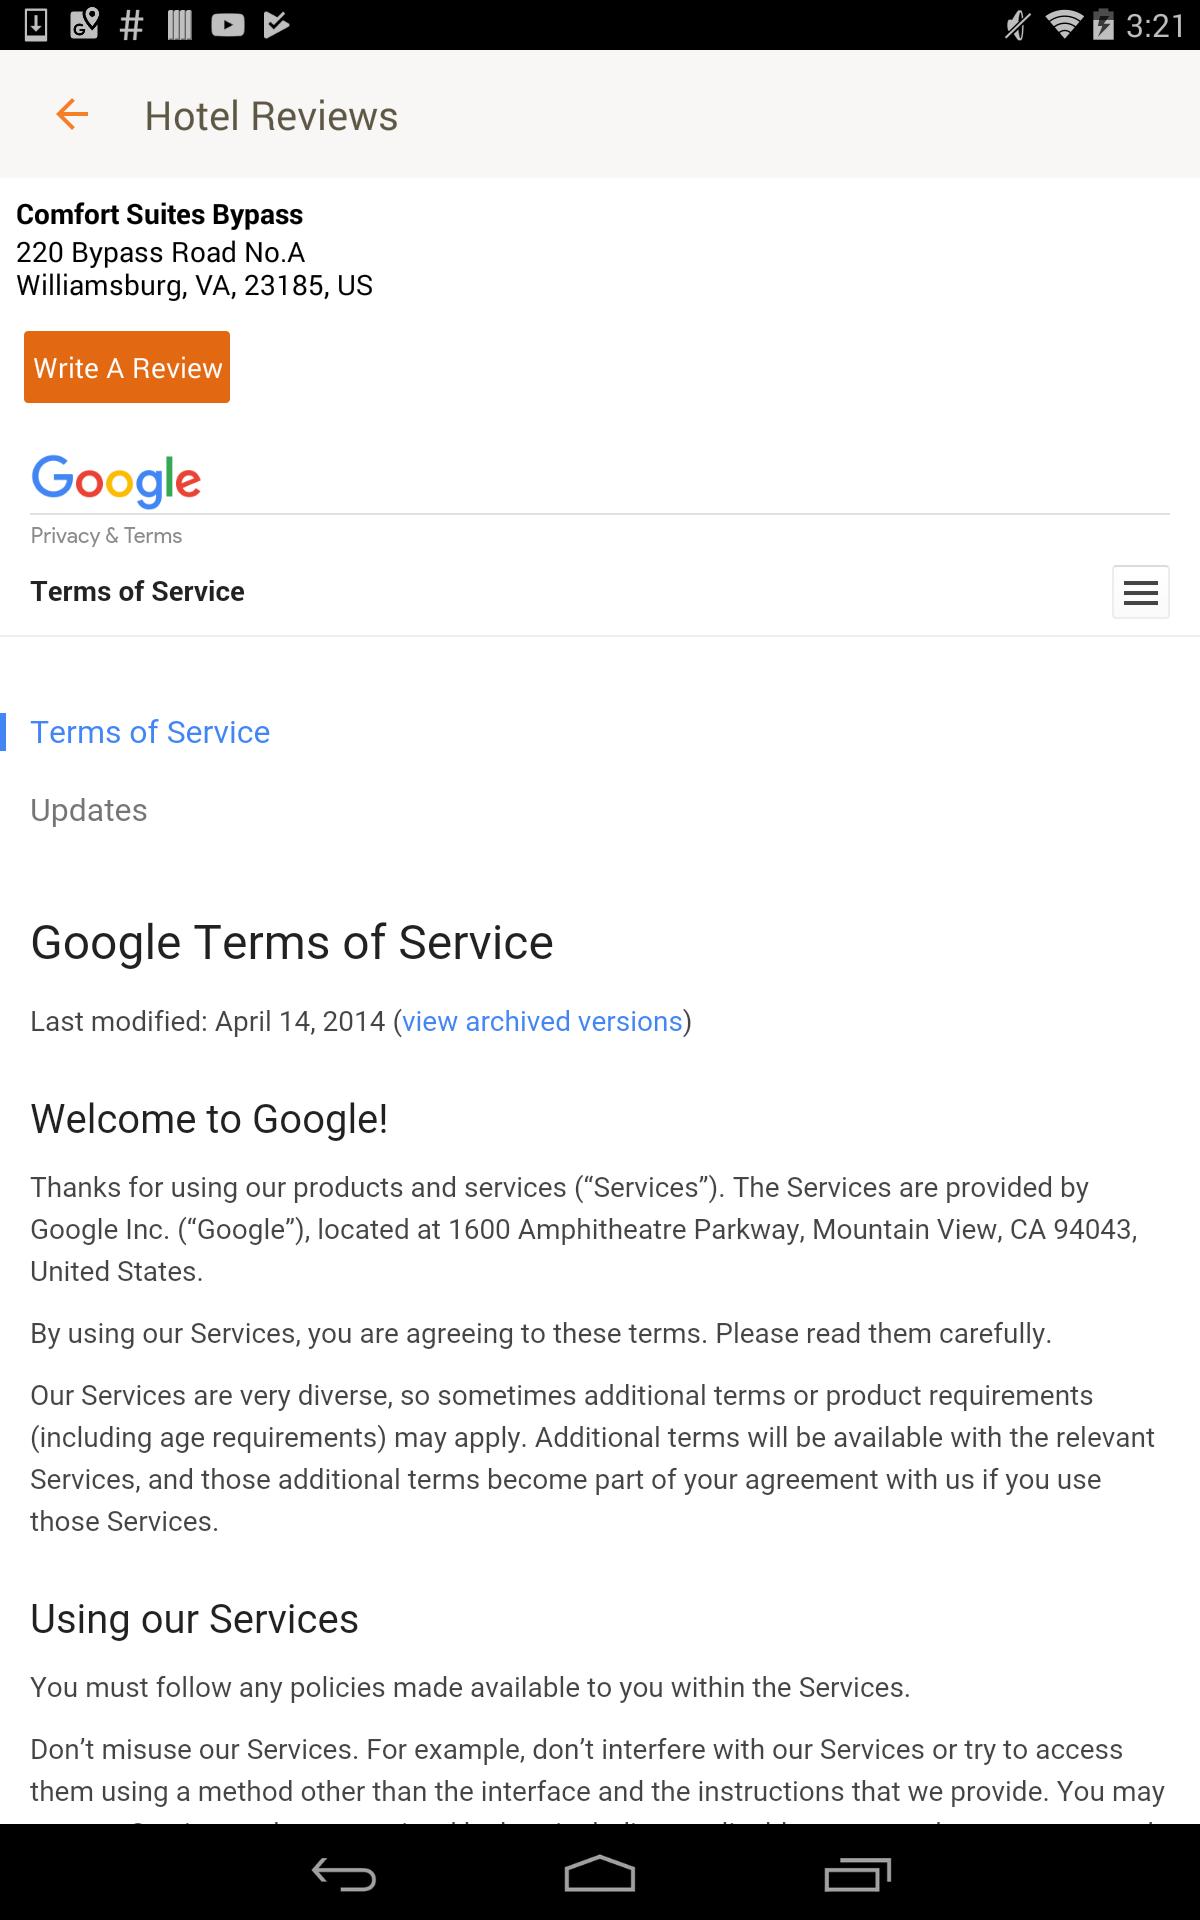 3:21
Hotel Reviews
Comfort Suites Bypass
220 Bypass Road No.A
Williamsburg, VA, 23185, US
Write A Review
Google
Privacy & Terms
Terms of Service
Terms of Service
Updates
Google Terms of Service
Last modified: April 14, 2014 (view archived versions)
Welcome to Google!
Thanks for using our products and services (“Services”). The Services are provided by
Google Inc. (“Google”), located at 1600 Amphitheatre Parkway, Mountain View, CA 94043,
United States.
By using our Services, you are agreeing to these terms. Please read them carefully.
Our Services are very diverse, so sometimes additional terms or product requirements
(including age requirements) may apply. Additional terms will be available with the relevant
Services, and those additional terms become part of your agreement with us if you use
those Services.
Using our Services
You must follow any policies made available to you within the Services.
Don’t misuse our Services. For example, don’t interfere with our Services or try to access
them using a method other than the interface and the instructions that we provide. You may